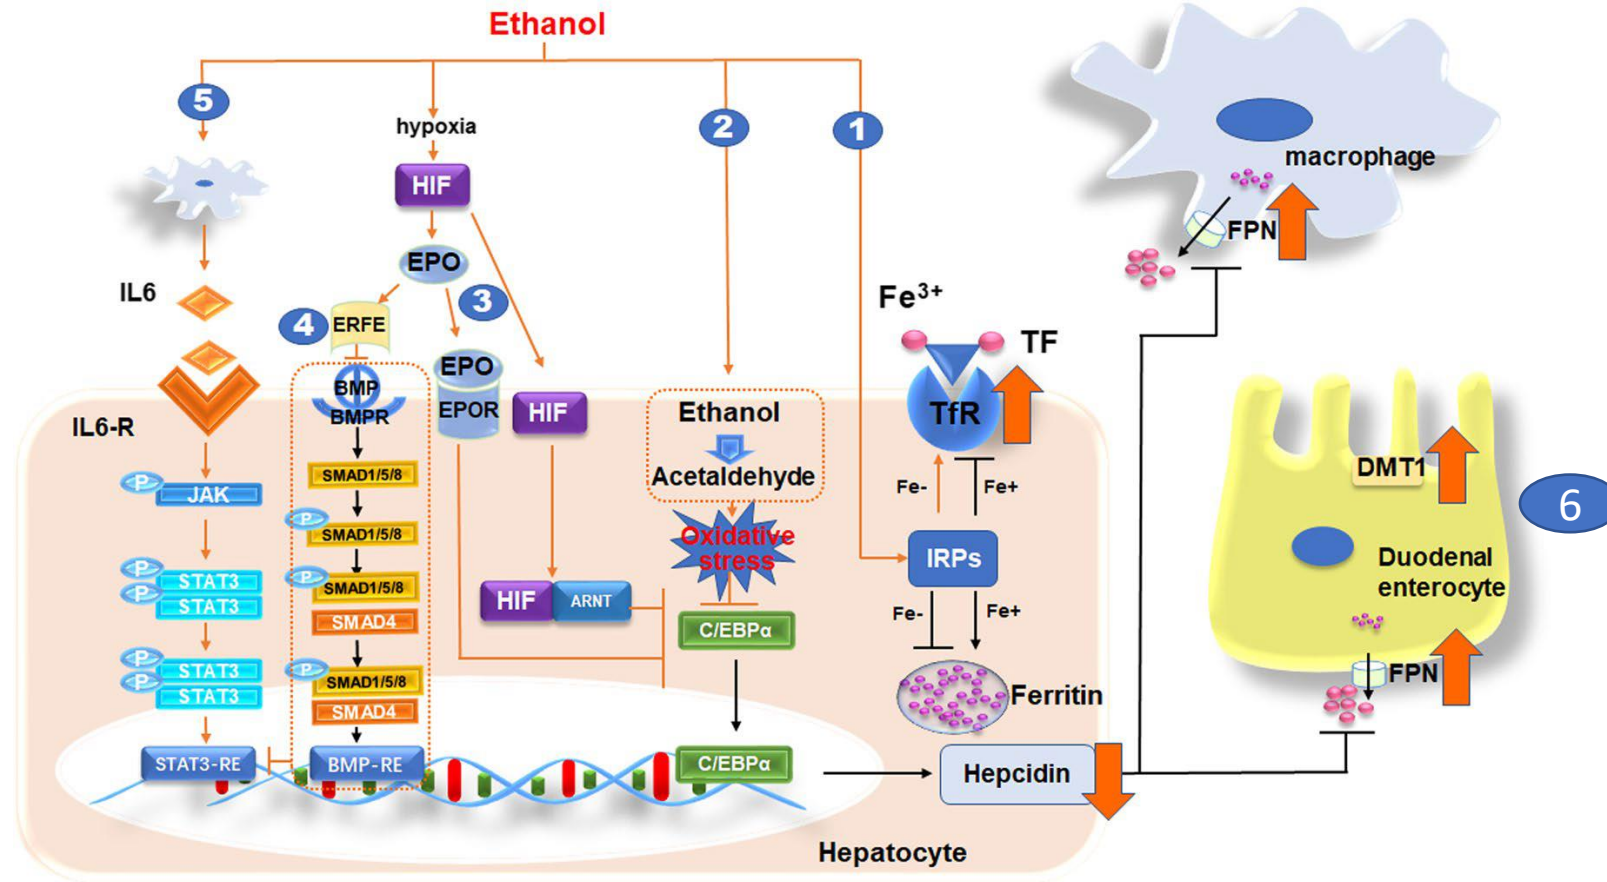 Ethanol
5
hypoxia
2
1
HIF
macrophage
FPN
EPO
3
IL6
4
ERFE
Fe3+
TF
EPO
BMP
BMPR
EPOR
HIF
Ethanol
TfR
IL6-R
Acetaldehyde
DMT1
P
JAK
SMAD1/5/8
Fe-
Fe+
6
P
SMAD1/5/8
Oxidative
stress
IRPs
Duodenal
enterocyte
P
STAT3
P
STAT3
P
SMAD1/5/8
SMAD4
HIF
ARNT
C/EBPα
Fe-
Fe+
P
STAT3
P
STAT3
P
SMAD1/5/8
SMAD4
Ferritin
FPN
STAT3-RE
BMP-RE
C/EBPα
Hepcidin
Hepatocyte